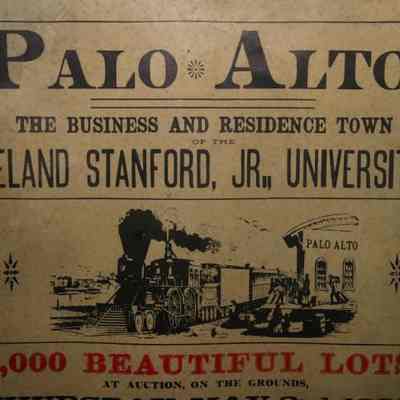 PALO ALTO
THE BUSINESS AND RESIDENCE TOWN
OF THE
ELAND STANFORD, JR., UNIVERSIT
PALO ALTO
,000 BEAUTIFUL LOTS
AT AUCTION, ON THE GROUNDS,